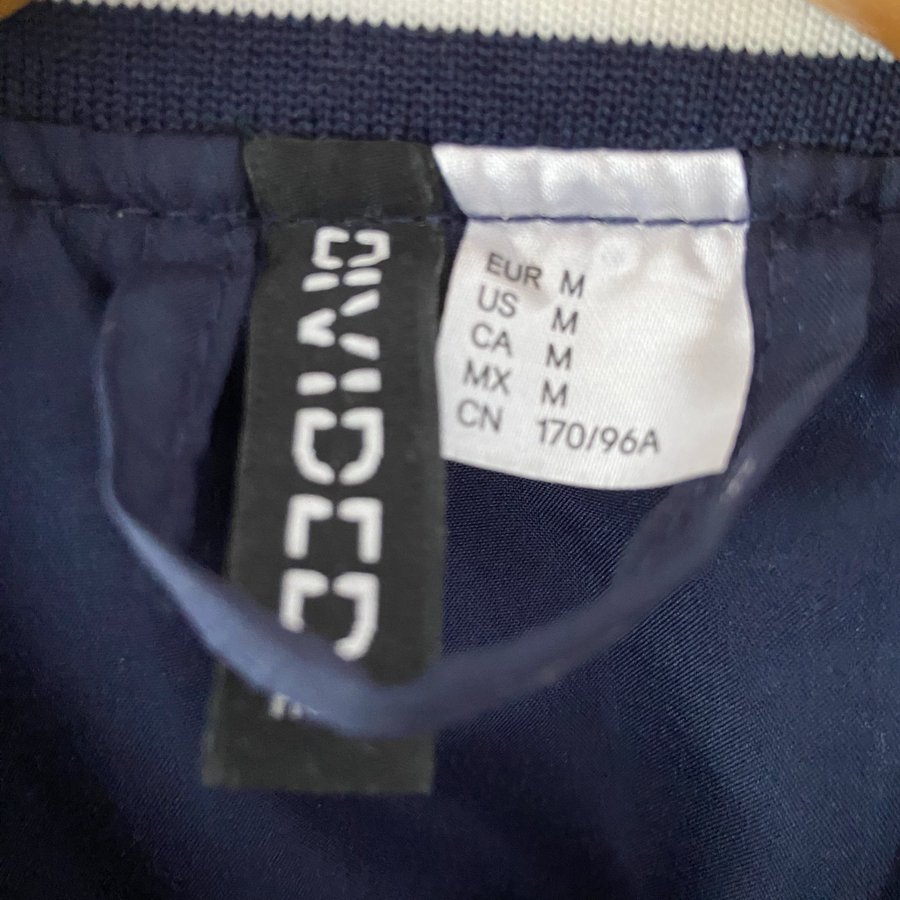 DIVIDED
EUR M
US M
CA M
MX M
CN 170/96A